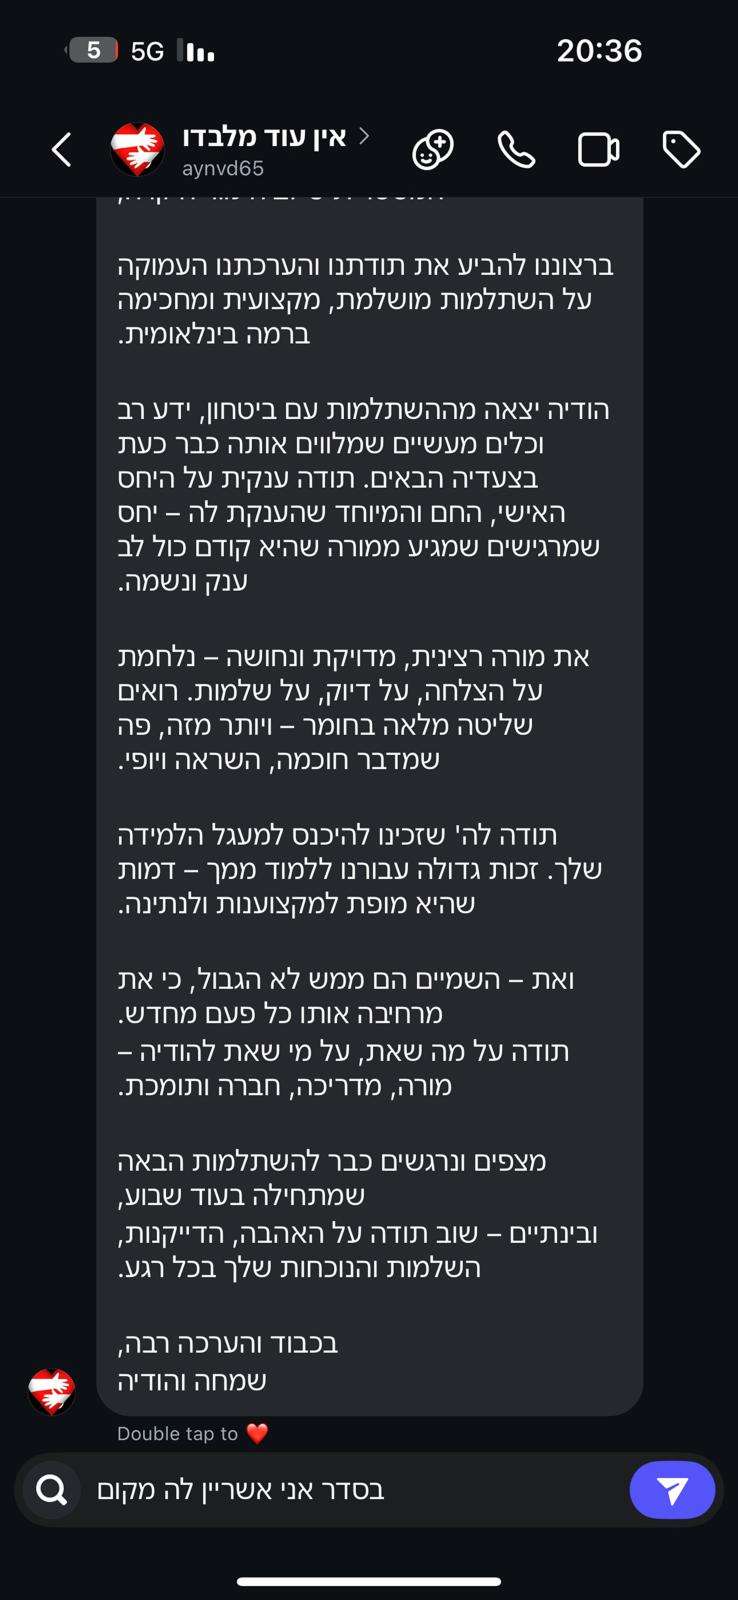 20:36
5G
5
אין עוד מלבדו
aynvd65
ברצוננו להביע את תודתנו והערכתנו העמוקה
על השתלמות מושלמת, מקצועית ומחכימה
ברמה בינלאומית.
הודיה יצאה מההשתלמות עם ביטחון, ידע רב
וכלים מעשיים שמלווים אותה כבר כעת
בצעדיה הבאים. תודה ענקית על היחס
האישי, החם והמיוחד שהענקת לה – יחס
שמרגישים שמגיע ממורה שהיא קודם כול לב
ענק ונשמה.
את מורה רצינית, מדויקת ונחושה – נלחמת
על הצלחה, על דיוק, על שלמות. רואים
שליטה מלאה בחומר – ויותר מזה, פה
שמדבר חוכמה, השראה ויופי.
תודה לה' שזכינו להיכנס למעגל הלמידה
שלך. זכות גדולה עבורנו ללמוד ממך – דמות
שהיא מופת למקצוענות ולנתינה.
ואת – השמיים הם ממש לא הגבול, כי את
מרחיבה אותו כל פעם מחדש.
תודה על מה שאת, על מי שאת להודיה –
מורה, מדריכה, חברה ותומכת.
מצפים ונרגשים כבר להשתלמות הבאה
שמתחילה בעוד שבוע,
ובינתיים – שוב תודה על האהבה, הדייקנות,
השלמות והנוכחות שלך בכל רגע.
בכבוד והערכה רבה,
שמחה והודיה
Double tap to ❤️
בסדר אני אשריין לה מקום